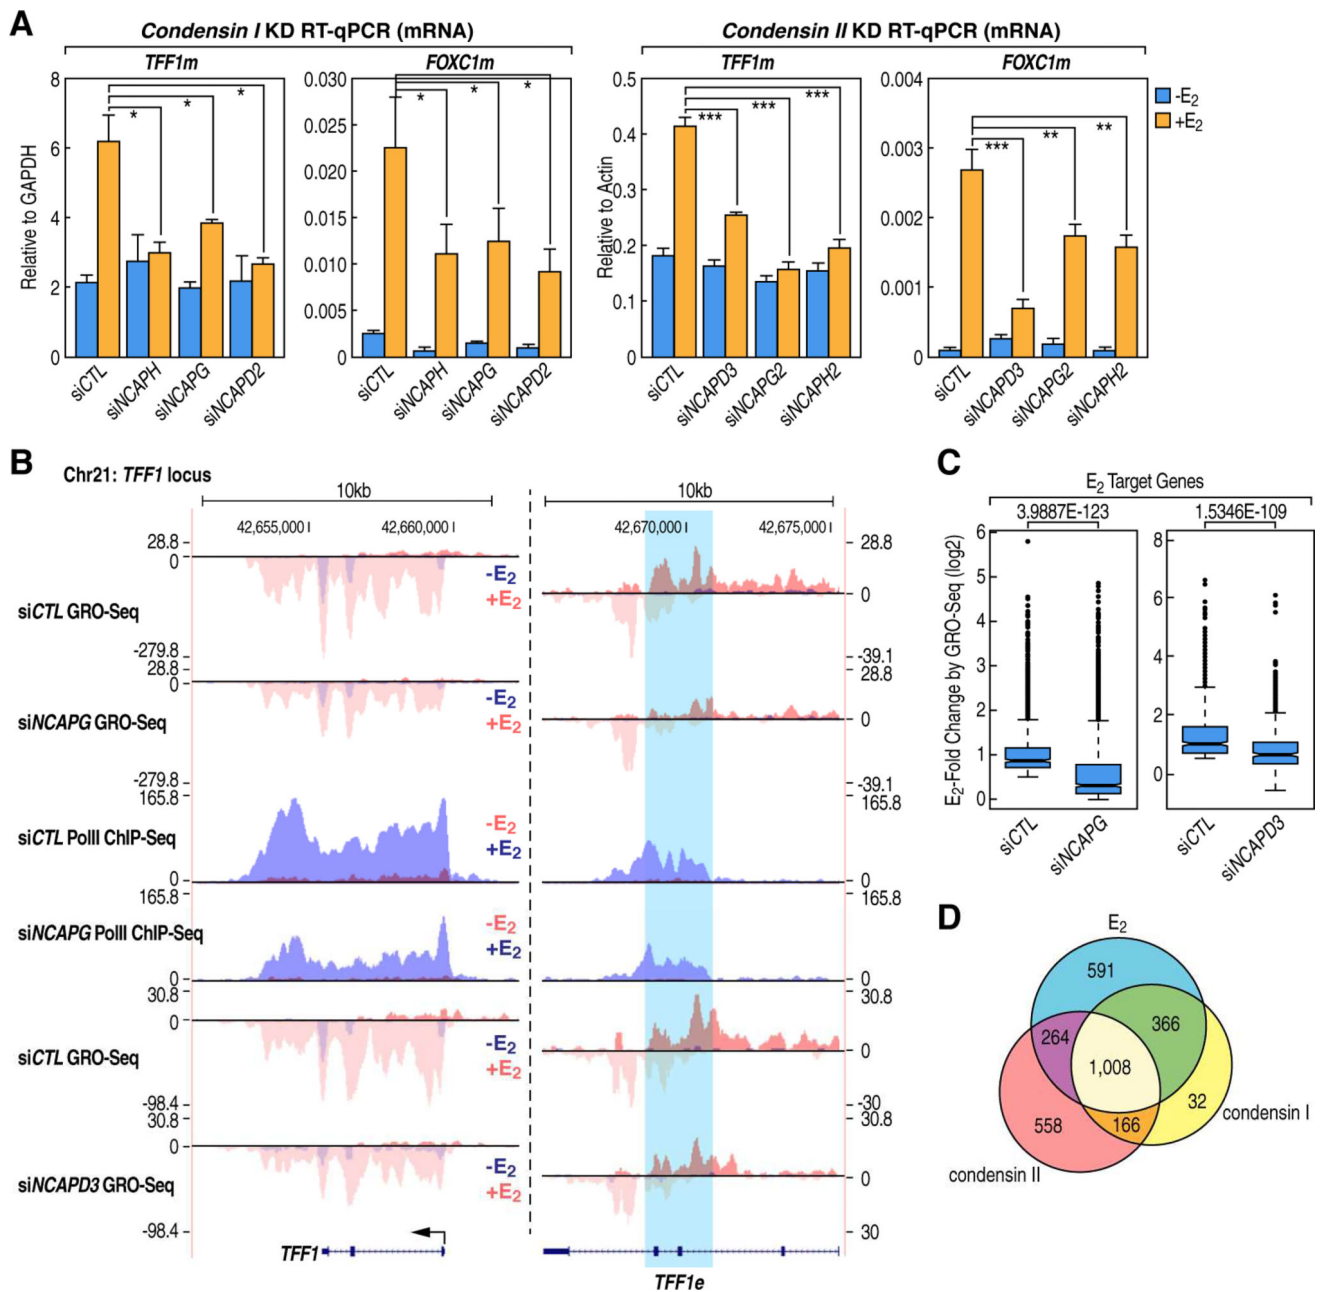 A
Condensin I KD RT-qPCR (mRNA)
Condensin II KD RT-qPCR (mRNA)
TFF1m
FOXC1m
TFF1m
FOXC1m
Relative to GAPDH
6
4
2
0
* * *
siCTL
siNCAPH
siNCAPG
siNCAPD2
0.030
0.025
0.020
0.015
0.010
0.005
0
* * *
siCTL
siNCAPH
siNCAPG
siNCAPD2
Relative to Actin
0.5
0.4
0.3
0.2
0.1
0
*** *** ***
siCTL
siNCAPD3
siNCAPG2
siNCAPH2
0.004
0.003
0.002
0.001
0
*** ** **
siCTL
siNCAPD3
siNCAPG2
siNCAPH2
-E2
+E2
B
Chr21: TFF1 locus
10kb
10kb
42,655,000
42,660,000
42,670,000
42,675,000
28.8
0
siCTL GRO-Seq
-279.8
-E2
+E2
28.8
0
-39.1
28.8
0
siNCAPG GRO-Seq
-279.8
-E2
+E2
28.8
0
-39.1
165.8
siCTL PolII ChIP-Seq
0
-E2
+E2
165.8
0
165.8
siNCAPG PolII ChIP-Seq
0
-E2
+E2
165.8
0
30.8
0
siCTL GRO-Seq
-98.4
-E2
+E2
30.8
0
-30
30.8
0
siNCAPD3 GRO-Seq
-98.4
-E2
+E2
30.8
0
30
TFF1
TFF1e
C
E2 Target Genes
3.9887E-123
1.5346E-109
E2-Fold Change by GRO-Seq (log2)
6
5
4
3
2
1
0
siCTL
siNCAPG
8
6
4
2
0
siCTL
siNCAPD3
D
E2
591
264
366
1,008
32
condensin I
558
166
condensin II